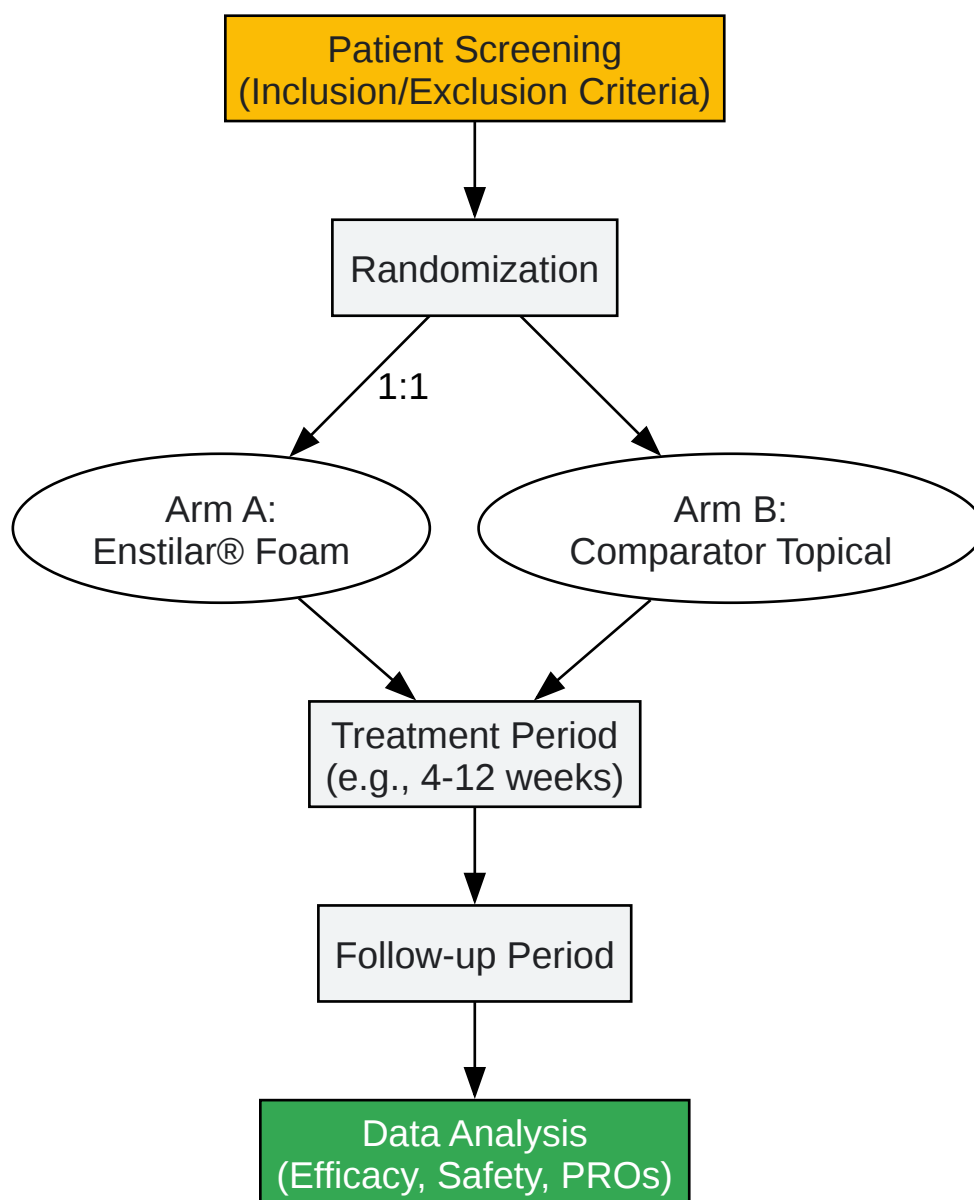 Patient Screening
(Inclusion/Exclusion Criteria)
Randomization
1:1
Arm A:
Enstilar® Foam
Arm B:
Comparator Topical
Treatment Period
(e.g., 4-12 weeks)
Follow-up Period
Data Analysis
(Efficacy, Safety, PROs)